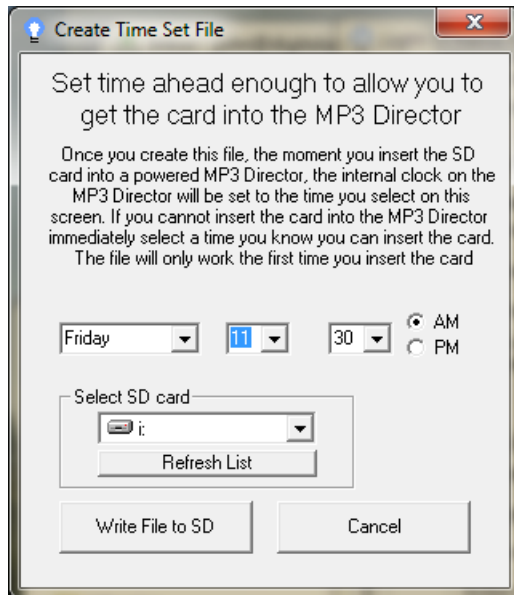 Create Time Set File
Set time ahead enough to allow you to
get the card into the MP3 Director
Once you create this file, the moment you insert the SD
card into a powered MP3 Director, the internal clock on the
MP3 Director will be set to the time you select on this
screen. If you cannot insert the card into the MP3 Director
immediately select a time you know you can insert the card.
The file will only work the first time you insert the card
Friday 11 30 AM
PM
Select SD card
i:
Refresh List
Write File to SD Cancel